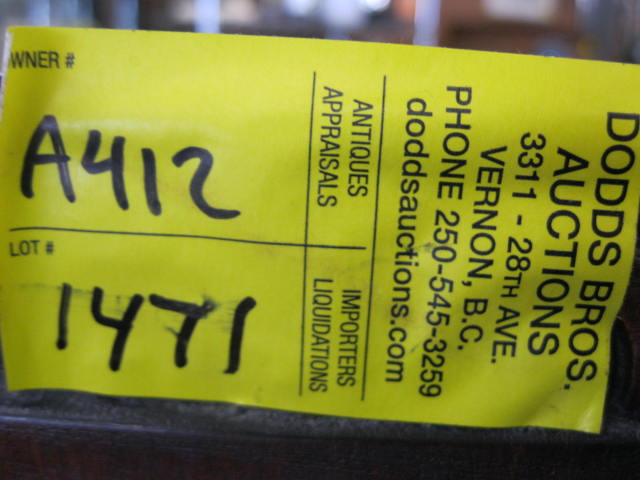 WNER #
A412
LOT #
1471
DODDS BROS.
AUCTIONS
3311 - 28TH AVE.
VERNON, B.C.
PHONE 250-545-3259
doddsauctions.com
ANTIQUES
APPRAISALS
IMPORTERS
LIQUIDATIONS